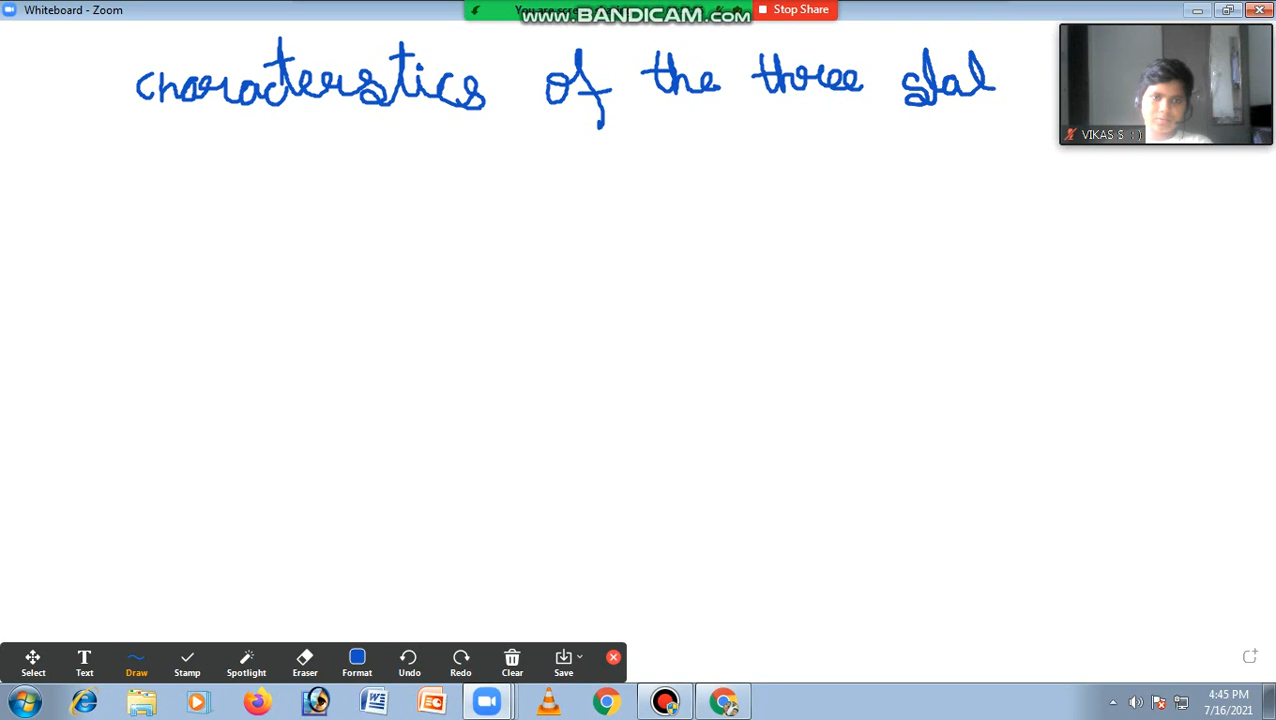 Whiteboard - Zoom
www.BANDICAM.com
Stop Share
characterstics of the three stat
VIKAS S :)
Select
Text
Draw
Stamp
Spotlight
Eraser
Format
Undo
Redo
Clear
Save
4:45 PM
7/16/2021